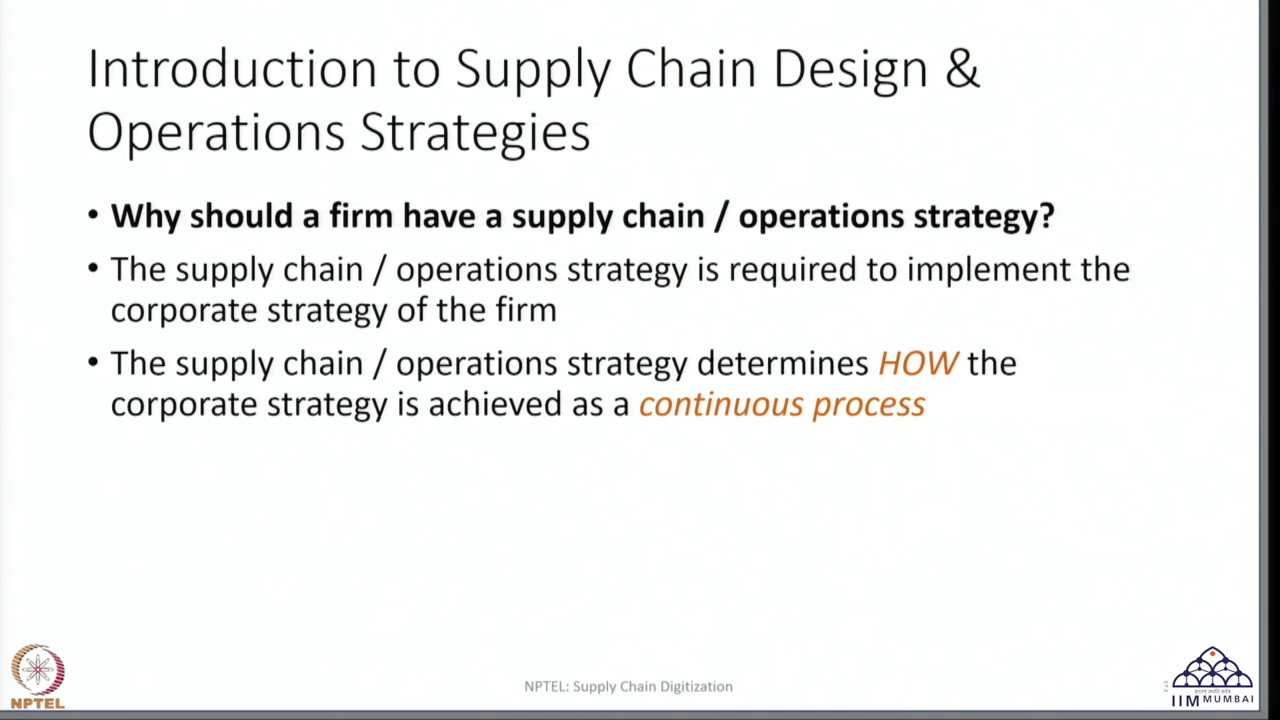 Introduction to Supply Chain Design &
Operations Strategies
• Why should a firm have a supply chain / operations strategy?
• The supply chain / operations strategy is required to implement the
corporate strategy of the firm
• The supply chain / operations strategy determines HOW the
corporate strategy is achieved as a continuous process
NPTEL
NPTEL: Supply Chain Digitization
IIM MUMBAI